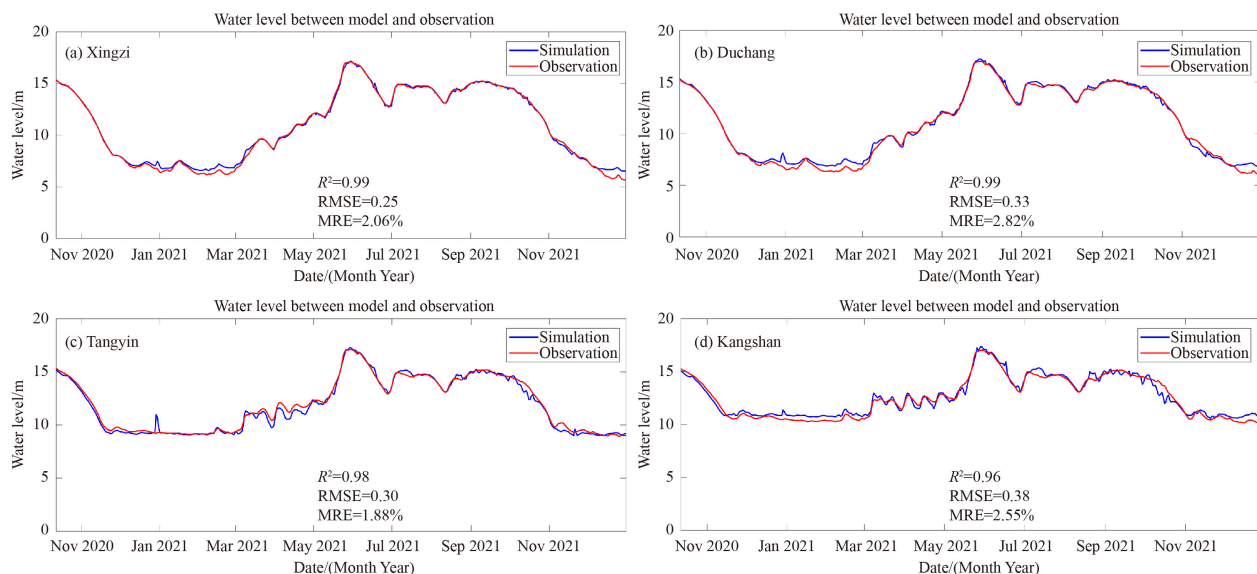 Water level between model and observation
20
15
10
5
0
Water level/m
(a) Xingzi
Simulation
Observation
R²=0.99
RMSE=0.25
MRE=2.06%
Nov 2020 Jan 2021 Mar 2021 May 2021 Jul 2021 Sep 2021 Nov 2021
Date/(Month Year)
Water level between model and observation
20
15
10
5
0
Water level/m
(b) Duchang
Simulation
Observation
R²=0.99
RMSE=0.33
MRE=2.82%
Nov 2020 Jan 2021 Mar 2021 May 2021 Jul 2021 Sep 2021 Nov 2021
Date/(Month Year)
Water level between model and observation
20
15
10
5
0
Water level/m
(c) Tangyin
Simulation
Observation
R²=0.98
RMSE=0.30
MRE=1.88%
Nov 2020 Jan 2021 Mar 2021 May 2021 Jul 2021 Sep 2021 Nov 2021
Date/(Month Year)
Water level between model and observation
20
15
10
5
0
Water level/m
(d) Kangshan
Simulation
Observation
R²=0.96
RMSE=0.38
MRE=2.55%
Nov 2020 Jan 2021 Mar 2021 May 2021 Jul 2021 Sep 2021 Nov 2021
Date/(Month Year)